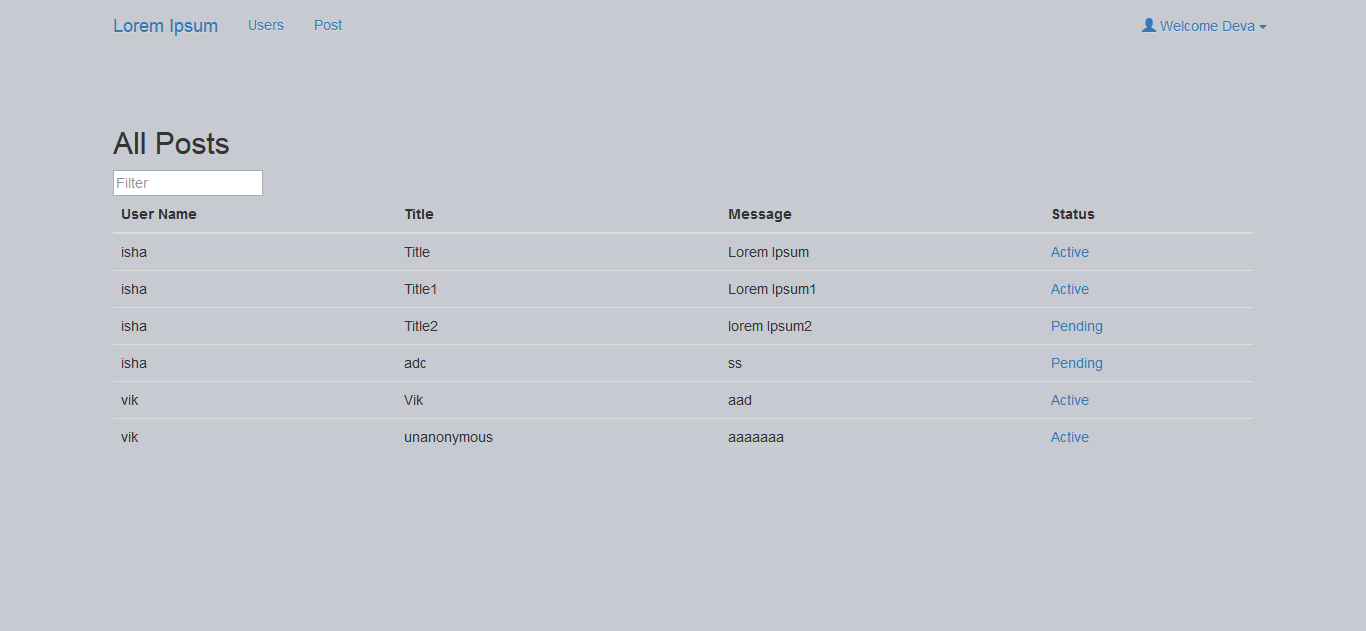 Lorem Ipsum Users Post Welcome Deva
All Posts
Filter
User Name Title Message Status
isha Title Lorem Ipsum Active
isha Title1 Lorem Ipsum1 Active
isha Title2 lorem Ipsum2 Pending
isha adc ss Pending
vik Vik aad Active
vik unanonymous aaaaaaa Active